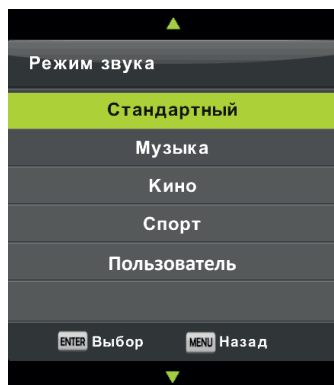 Режим звука
Стандартный
Музыка
Кино
Спорт
Пользователь
ENTER Выбор MENU Назад